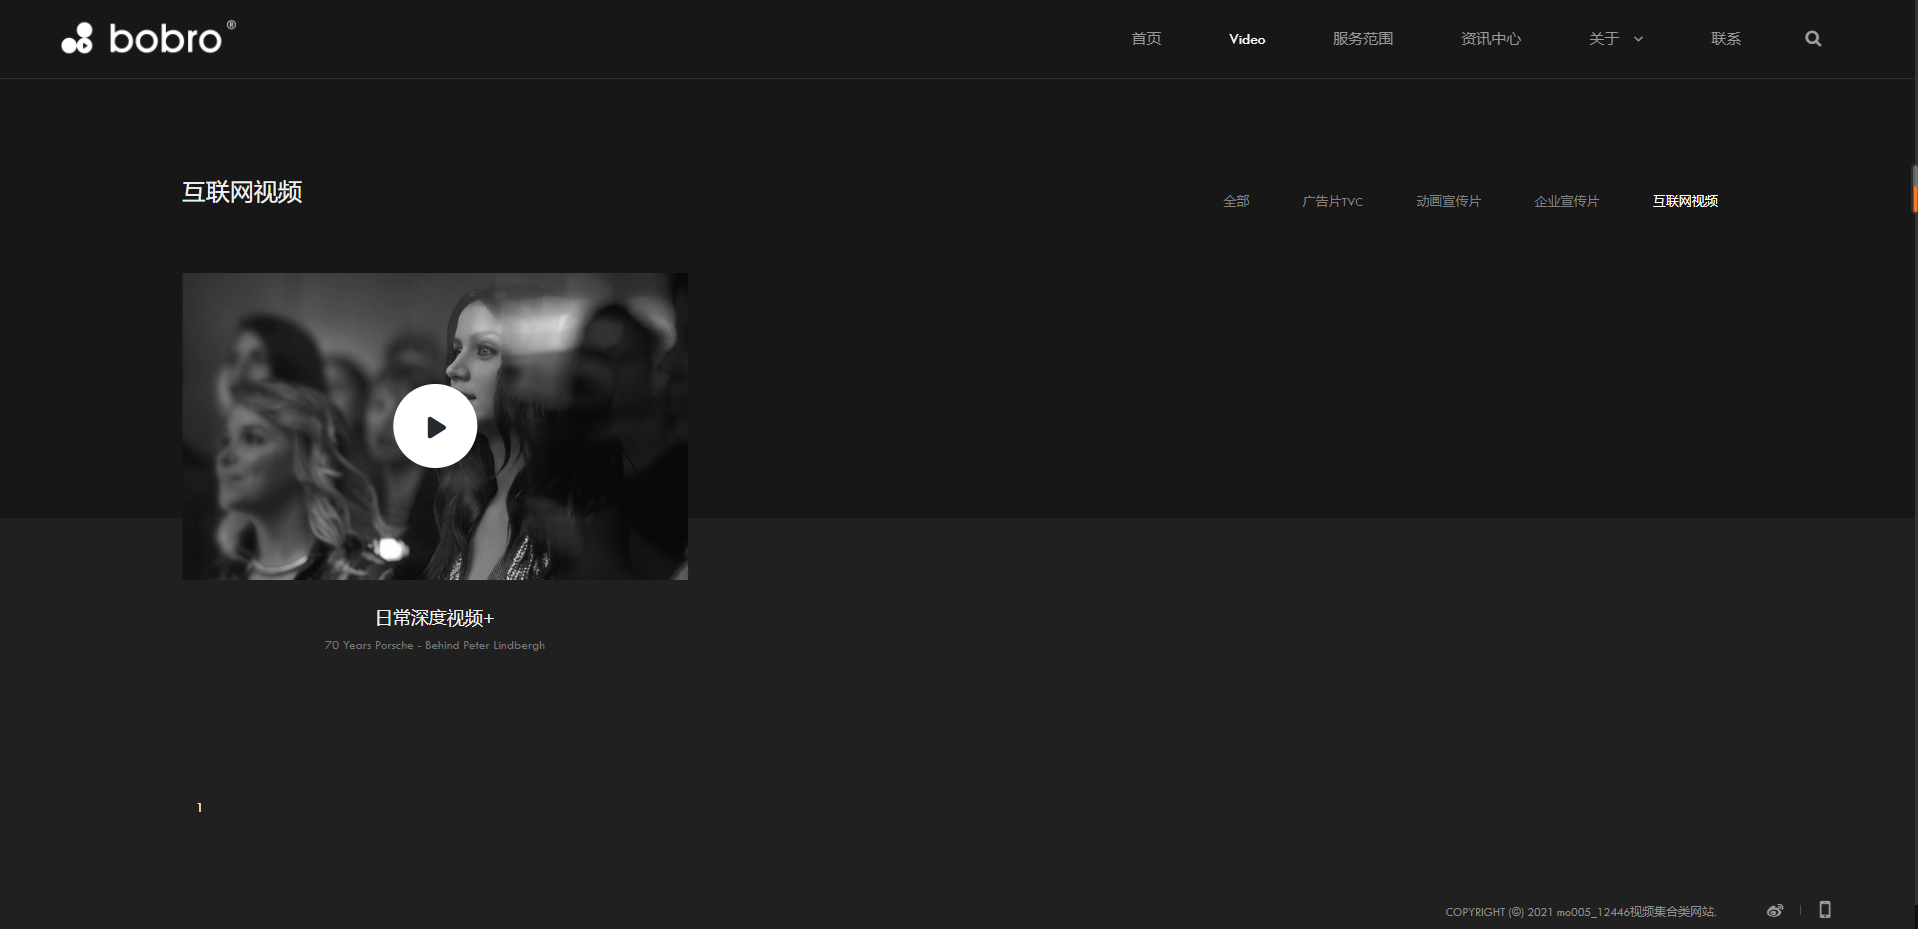 bobro®
首页 Video 服务范围 资讯中心 关于 联系
互联网视频
全部 广告片TVC 动画宣传片 企业宣传片 互联网视频
日常深度视频+
70 Years Porsche - Behind Peter Lindbergh
1
COPYRIGHT (©) 2021 mo005_12446视频集合类网站.